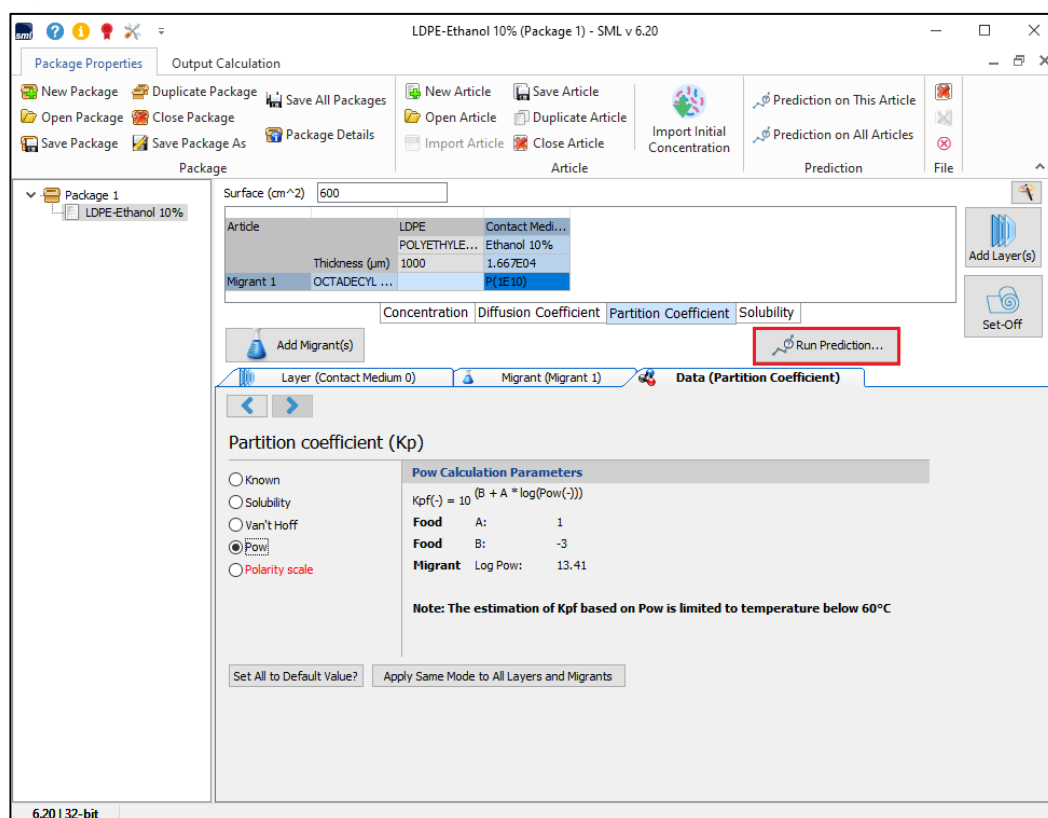 sml
LDPE-Ethanol 10% (Package 1) - SML v 6.20
Package Properties Output Calculation
New Package Duplicate Package Save All Packages New Article Save Article Import Initial Concentration Prediction on This Article
Open Package Close Package Package Details Open Article Duplicate Article Prediction on All Articles
Save Package Save Package As Import Article Close Article
Package Article Prediction File
Package 1
LDPE-Ethanol 10%
Surface (cm^2) 600
Article LDPE Contact Medi...
POLYETHYLE... Ethanol 10%
Thickness (µm) 1000 1.667E04
Migrant 1 OCTADECYL ... P(1E10)
Add Layer(s)
Concentration Diffusion Coefficient Partition Coefficient Solubility
Set-Off
Add Migrant(s) Run Prediction...
Layer (Contact Medium 0) Migrant (Migrant 1) Data (Partition Coefficient)
Partition coefficient (Kp)
Known
Solubility
Van't Hoff
Pow
Polarity scale
Pow Calculation Parameters
Kpf(-) = 10 (B + A * log(Pow(-)))
Food A: 1
Food B: -3
Migrant Log Pow: 13.41
Note: The estimation of Kpf based on Pow is limited to temperature below 60°C
Set All to Default Value? Apply Same Mode to All Layers and Migrants
6.20 | 32-bit